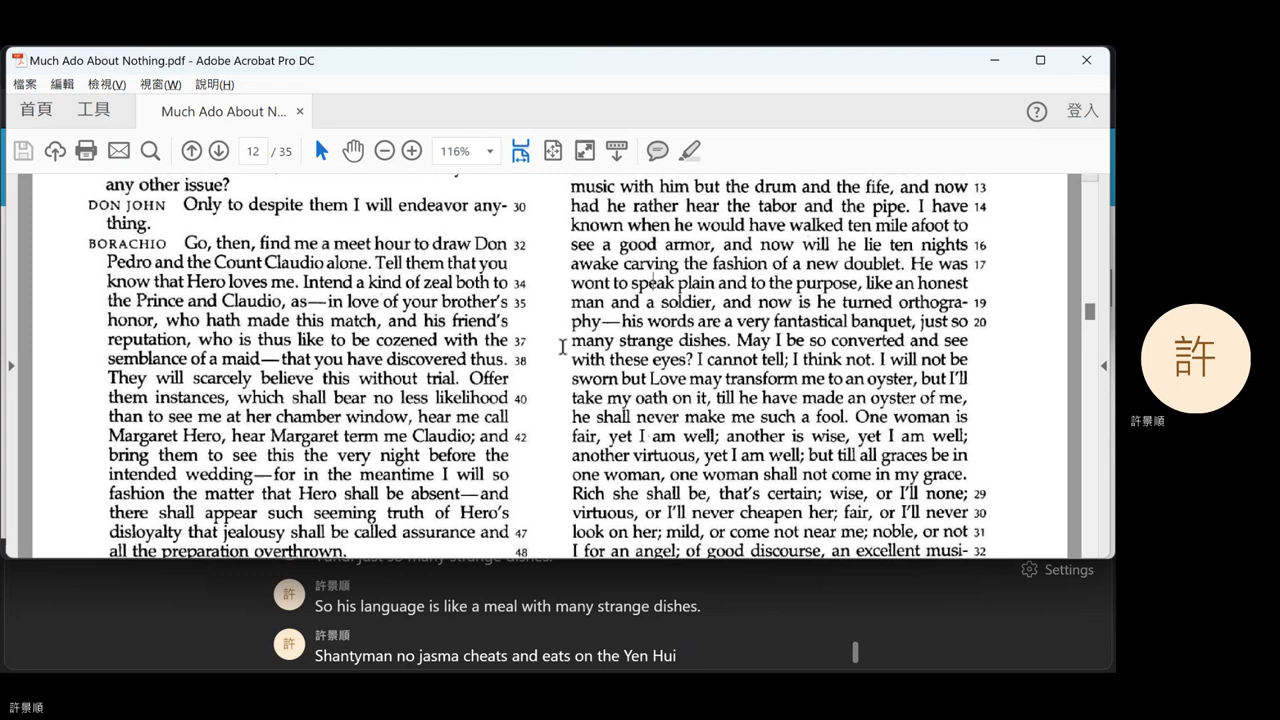 Much Ado About Nothing.pdf - Adobe Acrobat Pro DC
檔案 編輯 檢視(V) 視窗(W) 說明(H)
首頁 工具 Much Ado About N... × ? 登入
12 / 35 116%
any other issue?
DON JOHN Only to despite them I will endeavor any- 30
thing.
BORACHIO Go, then, find me a meet hour to draw Don 32
Pedro and the Count Claudio alone. Tell them that you
know that Hero loves me. Intend a kind of zeal both to 34
the Prince and Claudio, as—in love of your brother's 35
honor, who hath made this match, and his friend's
reputation, who is thus like to be cozened with the 37
semblance of a maid—that you have discovered thus. 38
They will scarcely believe this without trial. Offer
them instances, which shall bear no less likelihood 40
than to see me at her chamber window, hear me call
Margaret Hero, hear Margaret term me Claudio; and 42
bring them to see this the very night before the
intended wedding—for in the meantime I will so
fashion the matter that Hero shall be absent—and
there shall appear such seeming truth of Hero's
disloyalty that jealousy shall be called assurance and 47
all the preparation overthrown. 48
music with him but the drum and the fife, and now 13
had he rather hear the tabor and the pipe. I have 14
known when he would have walked ten mile afoot to
see a good armor, and now will he lie ten nights 16
awake carving the fashion of a new doublet. He was 17
wont to speak plain and to the purpose, like an honest
man and a soldier, and now is he turned orthogra- 19
phy—his words are a very fantastical banquet, just so 20
many strange dishes. May I be so converted and see
with these eyes? I cannot tell; I think not. I will not be
sworn but Love may transform me to an oyster, but I'll
take my oath on it, till he have made an oyster of me,
he shall never make me such a fool. One woman is
fair, yet I am well; another is wise, yet I am well;
another virtuous, yet I am well; but till all graces be in
one woman, one woman shall not come in my grace.
Rich she shall be, that's certain; wise, or I'll none; 29
virtuous, or I'll never cheapen her; fair, or I'll never 30
look on her; mild, or come not near me; noble, or not 31
I for an angel; of good discourse, an excellent musi- 32
just so many strange dishes.
Settings
許 許景順
So his language is like a meal with many strange dishes.
許 許景順
Shantyman no jasma cheats and eats on the Yen Hui
許
許景順
許景順